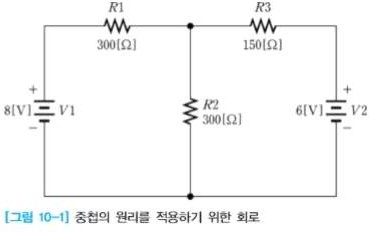 R1
300[Ω]
R3
150[Ω]
+
8[V]
V1
−
R2
300[Ω]
+
6[V]
V2
−
[그림 10-1] 중첩의 원리를 적용하기 위한 회로